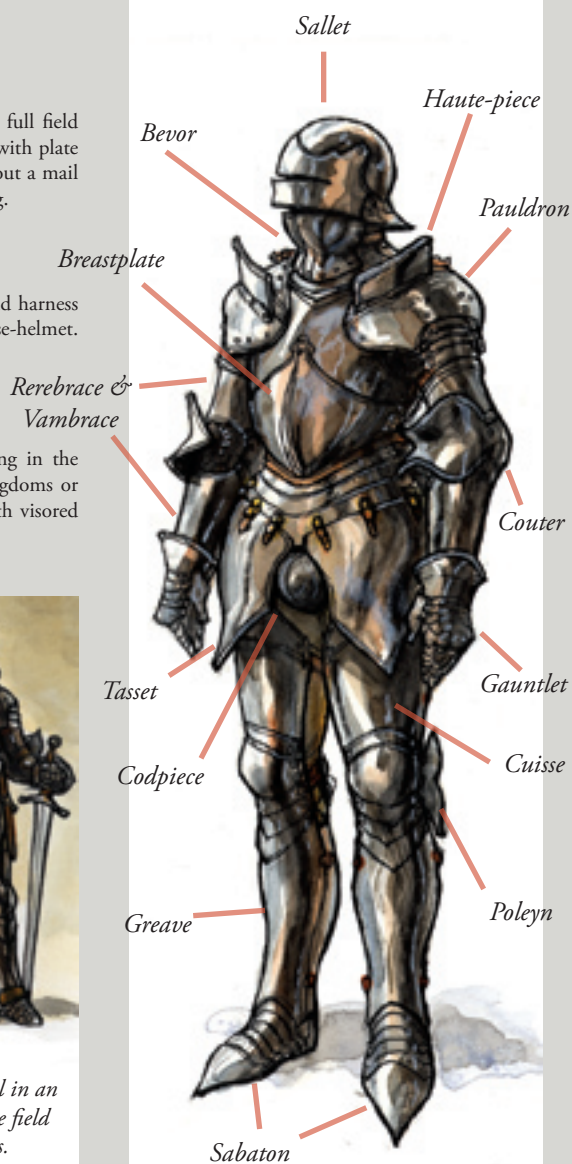 Sallet
Haute-piece
Bevor
Pauldron
Breastplate
Rerebrace &
Vambrace
Couter
Tasset
Gauntlet
Codpiece
Cuisse
Greave
Poleyn
Sabaton
full field
with plate
out a mail
d harness
se-helmet.
ng in the
gdoms or
th visored
l in an
e field
s.